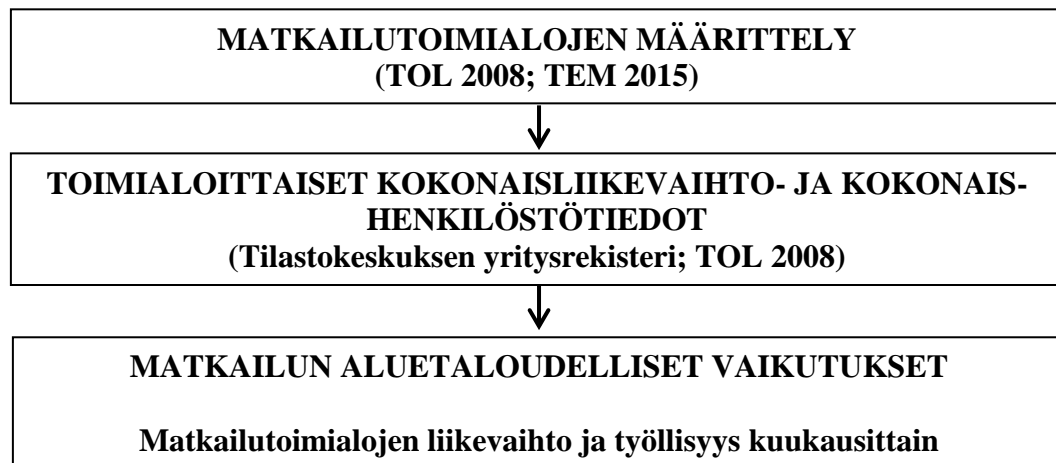 MATKAILUTOIMIALOJEN MÄÄRITTELY
(TOL 2008; TEM 2015)
TOIMIALOITTAISET KOKONAISLIIKEVAIHTO- JA KOKONAIS-
HENKILÖSTÖTIEDOT
(Tilastokeskuksen yritysrekisteri; TOL 2008)
MATKAILUN ALUETALOUDELLISET VAIKUTUKSET
Matkailutoimialojen liikevaihto ja työllisyys kuukausittain